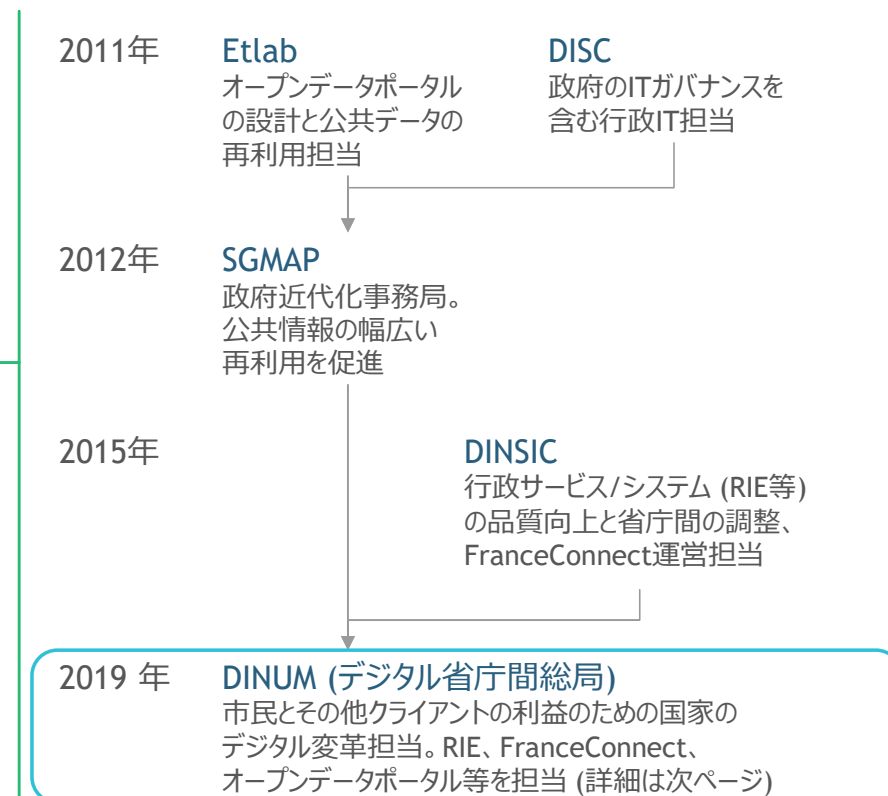 2011年
Etlab
オープンデータポータル
の設計と公共データの
再利用担当
DISC
政府のITガバナンスを
含む行政IT担当
2012年
SGMAP
政府近代化事務局。
公共情報の幅広い
再利用を促進
2015年
DINSIC
行政サービス/システム (RIE等)
の品質向上と省庁間の調整、
FranceConnect運営担当
2019 年
DINUM (デジタル省庁間総局)
市民とその他クライアントの利益のための国家の
デジタル変革担当。RIE、FranceConnect、
オープンデータポータル等を担当 (詳細は次ページ)